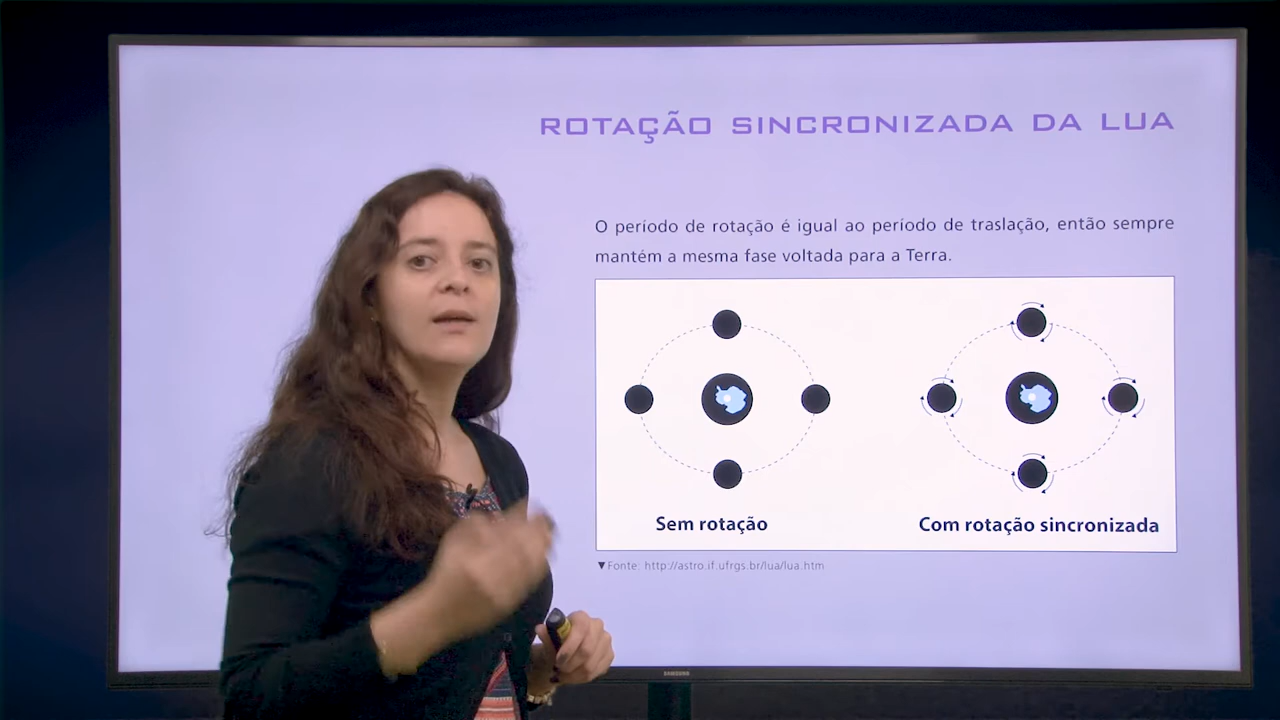 ROTAÇÃO SINCRONIZADA DA LUA
O período de rotação é igual ao período de traslação, então sempre
mantém a mesma fase voltada para a Terra.
Sem rotação
Com rotação sincronizada
▼Fonte: http://astro.if.ufrgs.br/lua/lua.htm
SAMSUNG